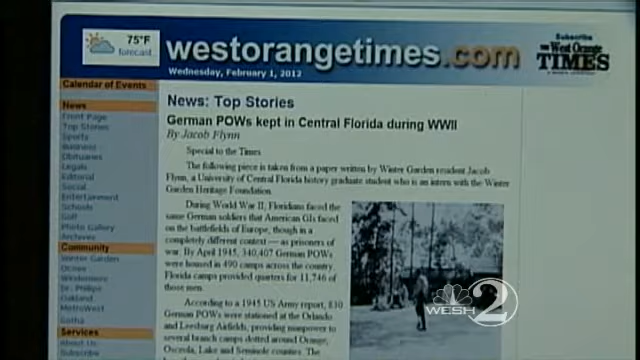 75°F
forecast
westorangetimes.com
Wednesday, February 1, 2012
Subscribe
The West Orange
TIMES
Calendar of Events
News
Front Page
Top Stories
Sports
Business
Obituaries
Legals
Editorial
Social
Entertainment
Schools
Golf
Photo Gallery
Archives
Community
Winter Garden
Ocoee
Windermere
Dr. Phillips
Oakland
MetroWest
Gotha
Services
About Us
Subscribe
News: Top Stories
German POWs kept in Central Florida during WWII
By Jacob Flynn
Special to the Times
The following piece is taken from a paper written by Winter Garden resident Jacob
Flynn, a University of Central Florida history graduate student who is an intern with the Winter
Garden Heritage Foundation.
During World War II, Floridians faced the
same German soldiers that American GIs faced
on the battlefields of Europe, though in a
completely different context — as prisoners of
war. By April 1945, 340,407 German POWs
were housed in 490 camps across the country.
Florida camps provided quarters for 11,746 of
those men.
According to a 1945 US Army report, 830
German POWs were stationed at the Orlando
and Leesburg Airfields, providing manpower to
several branch camps dotted around Orange,
Osceola, Lake and Seminole counties. The
WESH 2